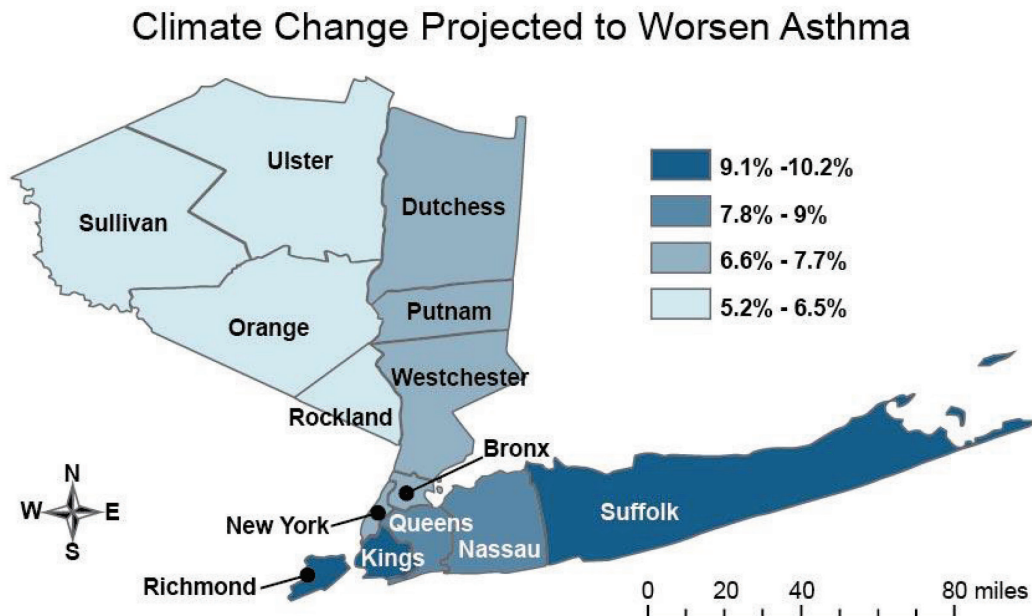 Climate Change Projected to Worsen Asthma
Ulster
Sullivan
Dutchess
Orange
Putnam
Westchester
Rockland
Bronx
New York
Queens
Kings
Nassau
Suffolk
Richmond
9.1% -10.2%
7.8% - 9%
6.6% - 7.7%
5.2% - 6.5%
N
W E
S
0 20 40 80 miles